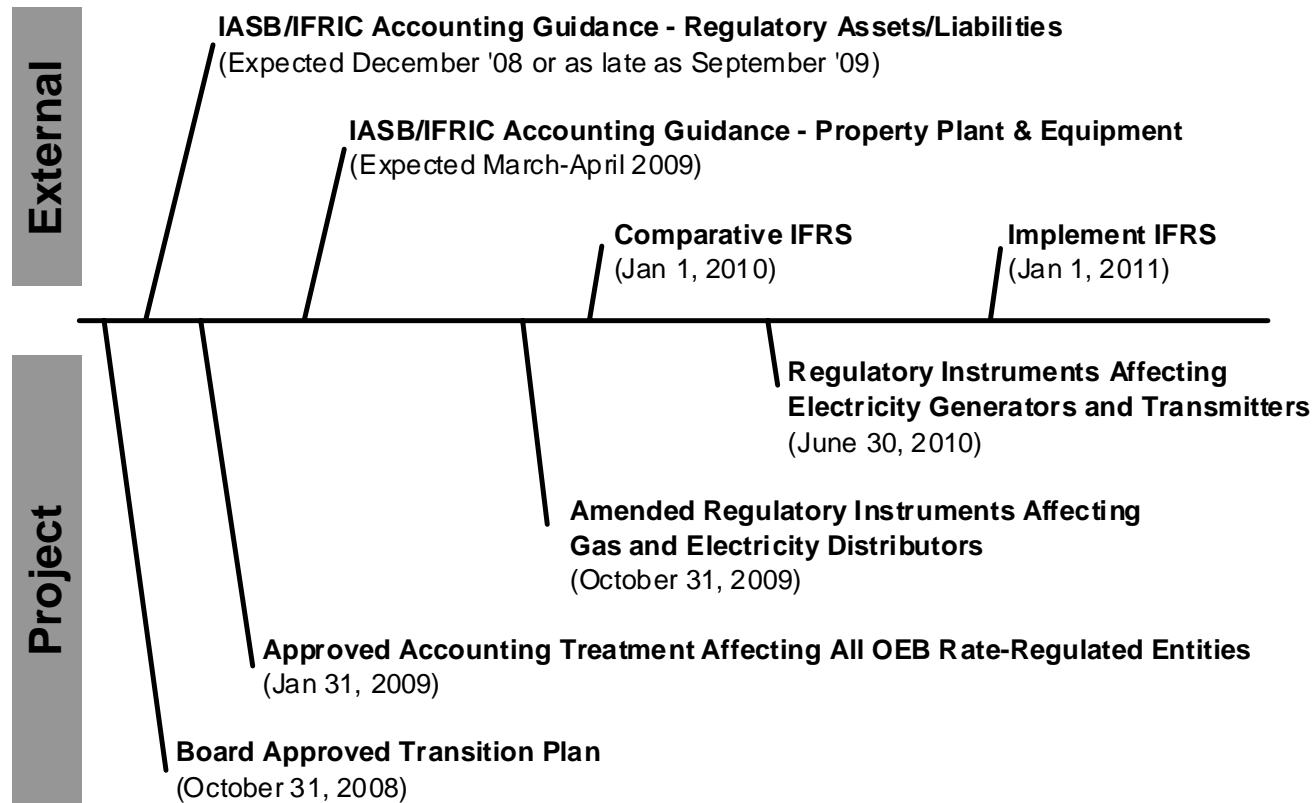 External
IASB/IFRIC Accounting Guidance - Regulatory Assets/Liabilities
(Expected December '08 or as late as September '09)
IASB/IFRIC Accounting Guidance - Property Plant & Equipment
(Expected March-April 2009)
Comparative IFRS
(Jan 1, 2010)
Implement IFRS
(Jan 1, 2011)
Project
Regulatory Instruments Affecting
Electricity Generators and Transmitters
(June 30, 2010)
Amended Regulatory Instruments Affecting
Gas and Electricity Distributors
(October 31, 2009)
Approved Accounting Treatment Affecting All OEB Rate-Regulated Entities
(Jan 31, 2009)
Board Approved Transition Plan
(October 31, 2008)